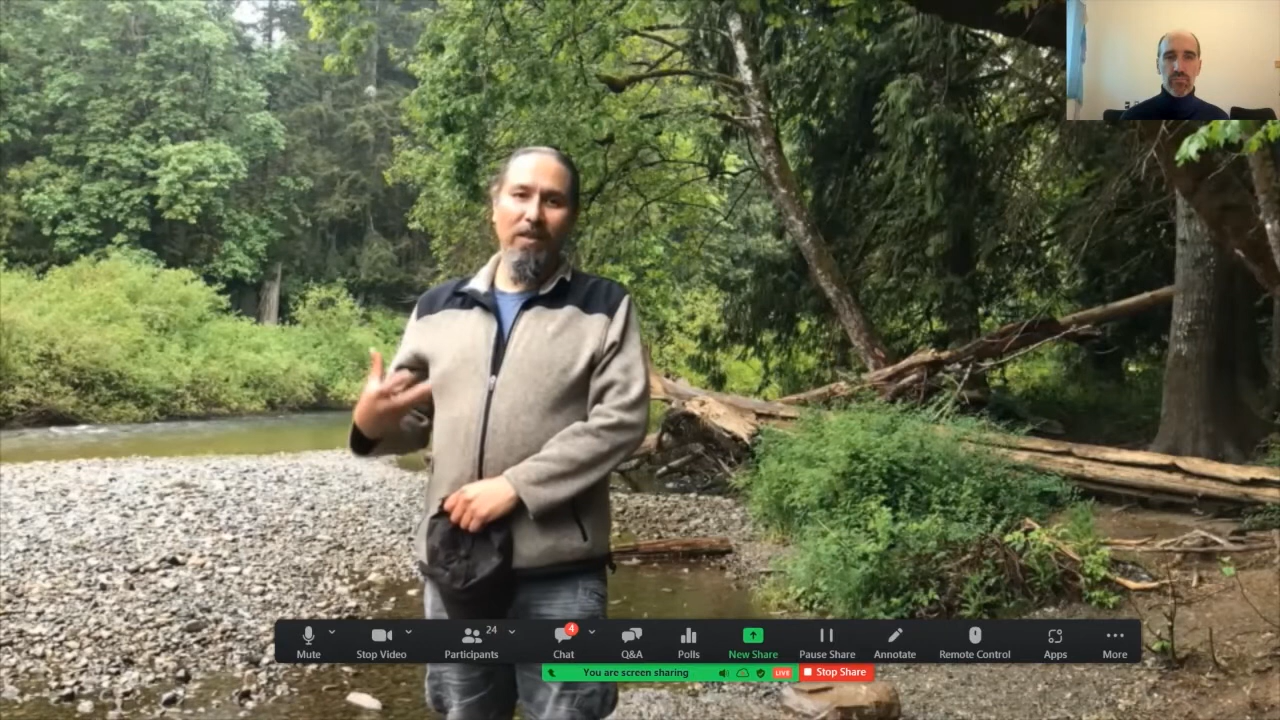 24
4
Mute
Stop Video
Participants
Chat
Q&A
Polls
New Share
Pause Share
Annotate
Remote Control
Apps
More
You are screen sharing
LIVE
Stop Share